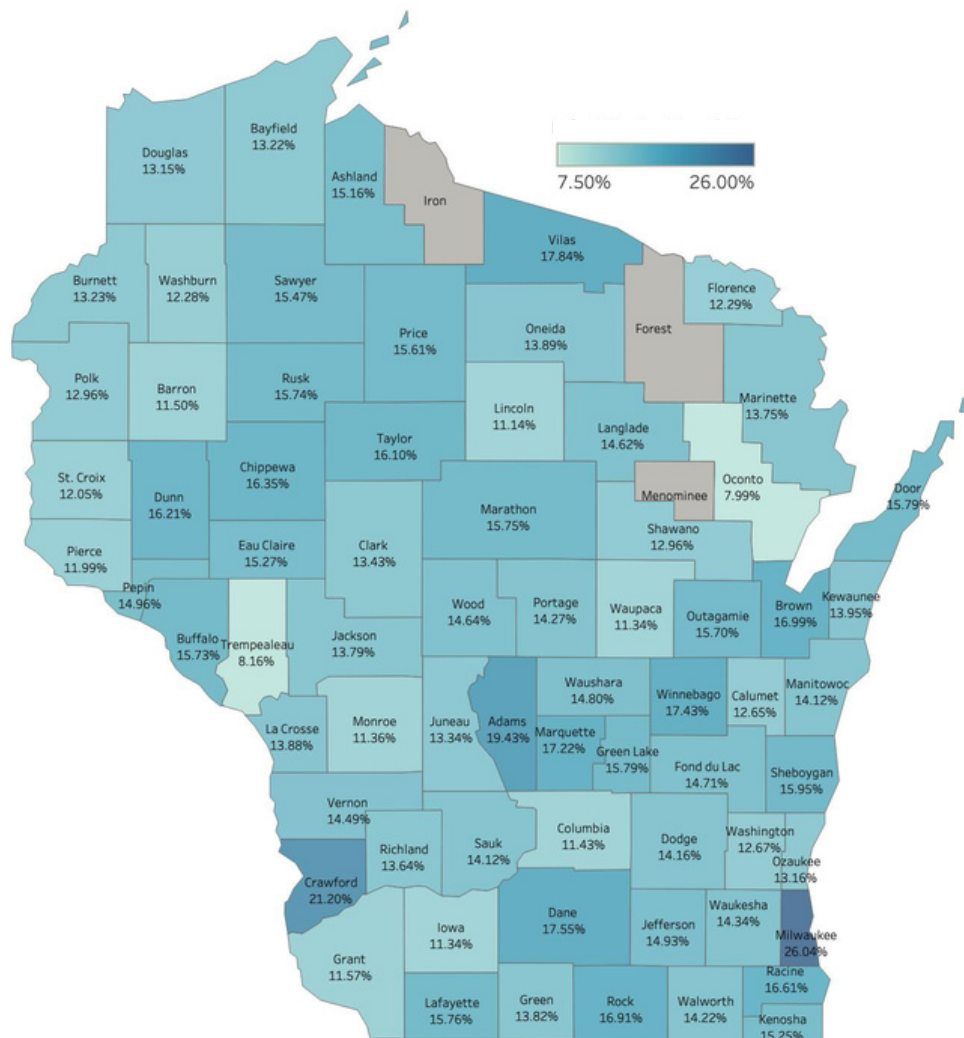 Bayfield
13.22%
Douglas
13.15%
7.50%
26.00%
Ashland
15.16%
Iron
Vilas
17.84%
Burnett
13.23%
Washburn
12.28%
Sawyer
15.47%
Florence
12.29%
Price
15.61%
Oneida
13.89%
Forest
Polk
12.96%
Barron
11.50%
Rusk
15.74%
Lincoln
11.14%
Marinette
13.75%
Langlade
14.62%
Taylor
16.10%
St. Croix
12.05%
Dunn
16.21%
Chippewa
16.35%
Oconto
7.99%
Menominee
Door
15.79%
Marathon
15.75%
Shawano
12.96%
Pierce
11.99%
Eau Claire
15.27%
Clark
13.43%
Pepin
14.96%
Wood
14.64%
Portage
14.27%
Waupaca
11.34%
Outagamie
15.70%
Brown
16.99%
Kewaunee
13.95%
Buffalo
15.73%
Trempealeau
8.16%
Jackson
13.79%
Waushara
14.80%
Winnebago
17.43%
Calumet
12.65%
Manitowoc
14.12%
La Crosse
13.88%
Monroe
11.36%
Juneau
13.34%
Adams
19.43%
Marquette
17.22%
Green Lake
15.79%
Fond du Lac
14.71%
Sheboygan
15.95%
Vernon
14.49%
Richland
13.64%
Sauk
14.12%
Columbia
11.43%
Dodge
14.16%
Washington
12.67%
Ozaukee
13.16%
Crawford
21.20%
Iowa
11.34%
Dane
17.55%
Jefferson
14.93%
Waukesha
14.34%
Milwaukee
26.04%
Grant
11.57%
Lafayette
15.76%
Green
13.82%
Rock
16.91%
Walworth
14.22%
Racine
16.61%
Kenosha
15.25%